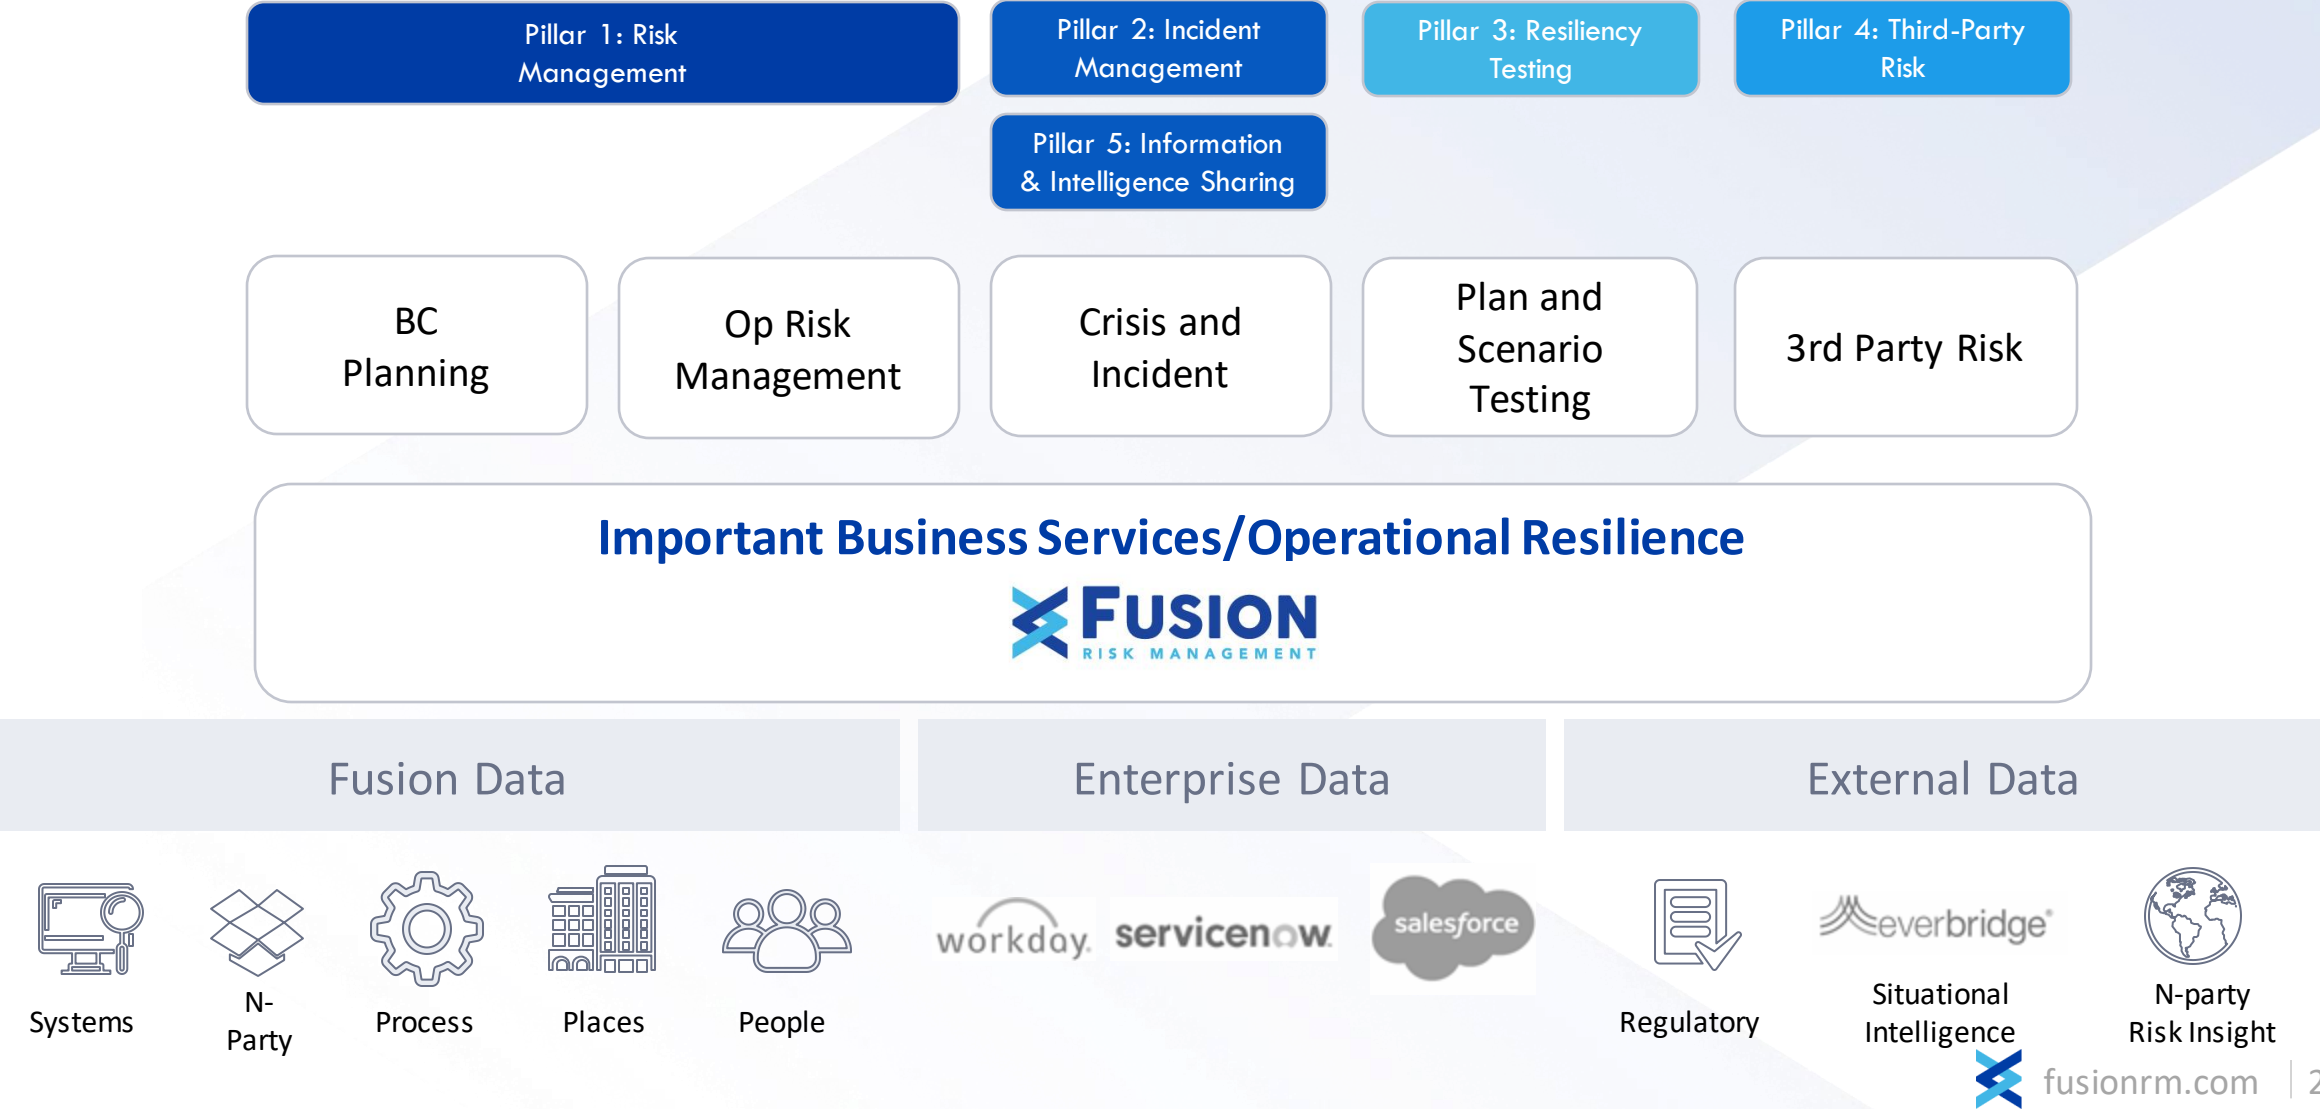 Pillar 1: Risk
Management
Pillar 2: Incident
Management
Pillar 3: Resiliency
Testing
Pillar 4: Third-Party
Risk
Pillar 5: Information
& Intelligence Sharing
BC
Planning
Op Risk
Management
Crisis and
Incident
Plan and
Scenario
Testing
3rd Party Risk
Important Business Services/Operational Resilience
FUSION
RISK MANAGEMENT
Fusion Data
Enterprise Data
External Data
Systems
N-
Party
Process
Places
People
workday.
servicenow
salesforce
Regulatory
everbridge®
Situational
Intelligence
N-party
Risk Insight
fusionrm.com
2